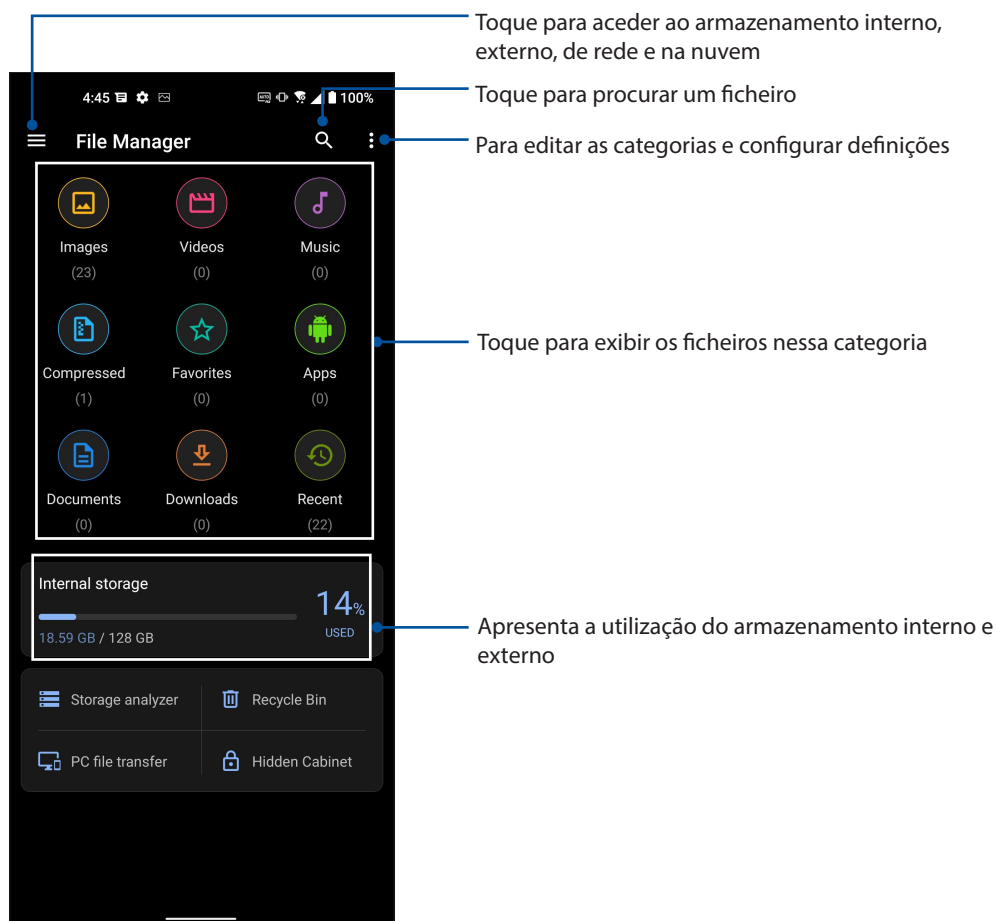 Toque para aceder ao armazenamento interno,
externo, de rede e na nuvem
4:45
100%
Toque para procurar um ficheiro
File Manager
Para editar as categorias e configurar definições
Images
Videos
Music
(23)
(0)
(0)
Toque para exibir os ficheiros nessa categoria
Compressed
Favorites
Apps
(1)
(0)
(0)
Documents
Downloads
Recent
(0)
(0)
(22)
Internal storage
14%
18.59 GB / 128 GB
USED
Apresenta a utilização do armazenamento interno e
externo
Storage analyzer
Recycle Bin
PC file transfer
Hidden Cabinet